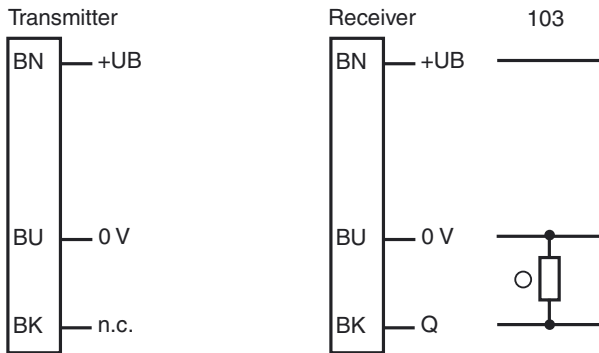 Transmitter
BN +UB
BU 0 V
BK n.c.
Receiver
BN +UB
BU 0 V
BK Q
103